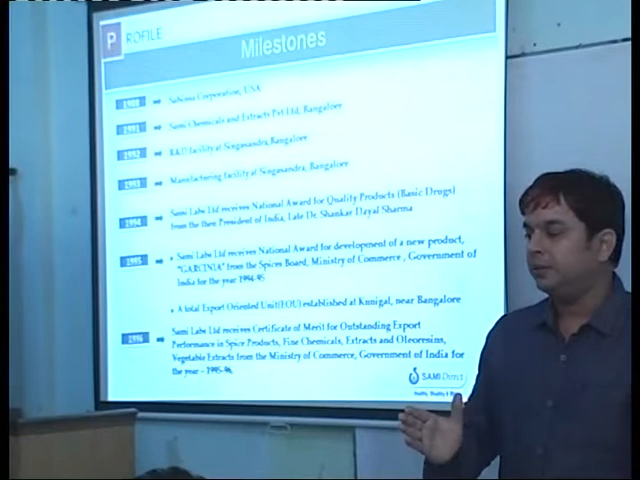 PROFILE
Milestones
1988 Sabinsa Corporation, USA
1991 Sami Chemicals and Extracts Pvt Ltd, Bangalore
1992 R&D facility at Singasandra, Bangalore
1993 Manufacturing facility at Singasandra, Bangalore
1994 Sami Labs Ltd receives National Award for Quality Products (Basic Drugs)
from the then President of India, Late Dr. Shankar Dayal Sharma
1995 Sami Labs Ltd receives National Award for development of a new product,
"GARCINIA" from the Spices Board, Ministry of Commerce, Government of
India for the year 1994-95
A total Export Oriented Unit(EOU) established at Kunigal, near Bangalore
1996 Sami Labs Ltd receives Certificate of Merit for Outstanding Export
Performance in Spice Products, Fine Chemicals, Extracts and Oleoresins,
Vegetable Extracts from the Ministry of Commerce, Government of India for
the year - 1995-96.
SAMI Direct